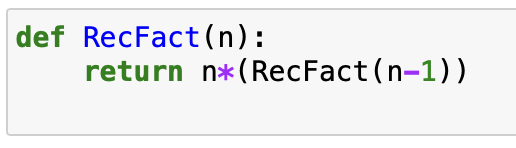 def RecFact(n):
    return n*(RecFact(n-1))